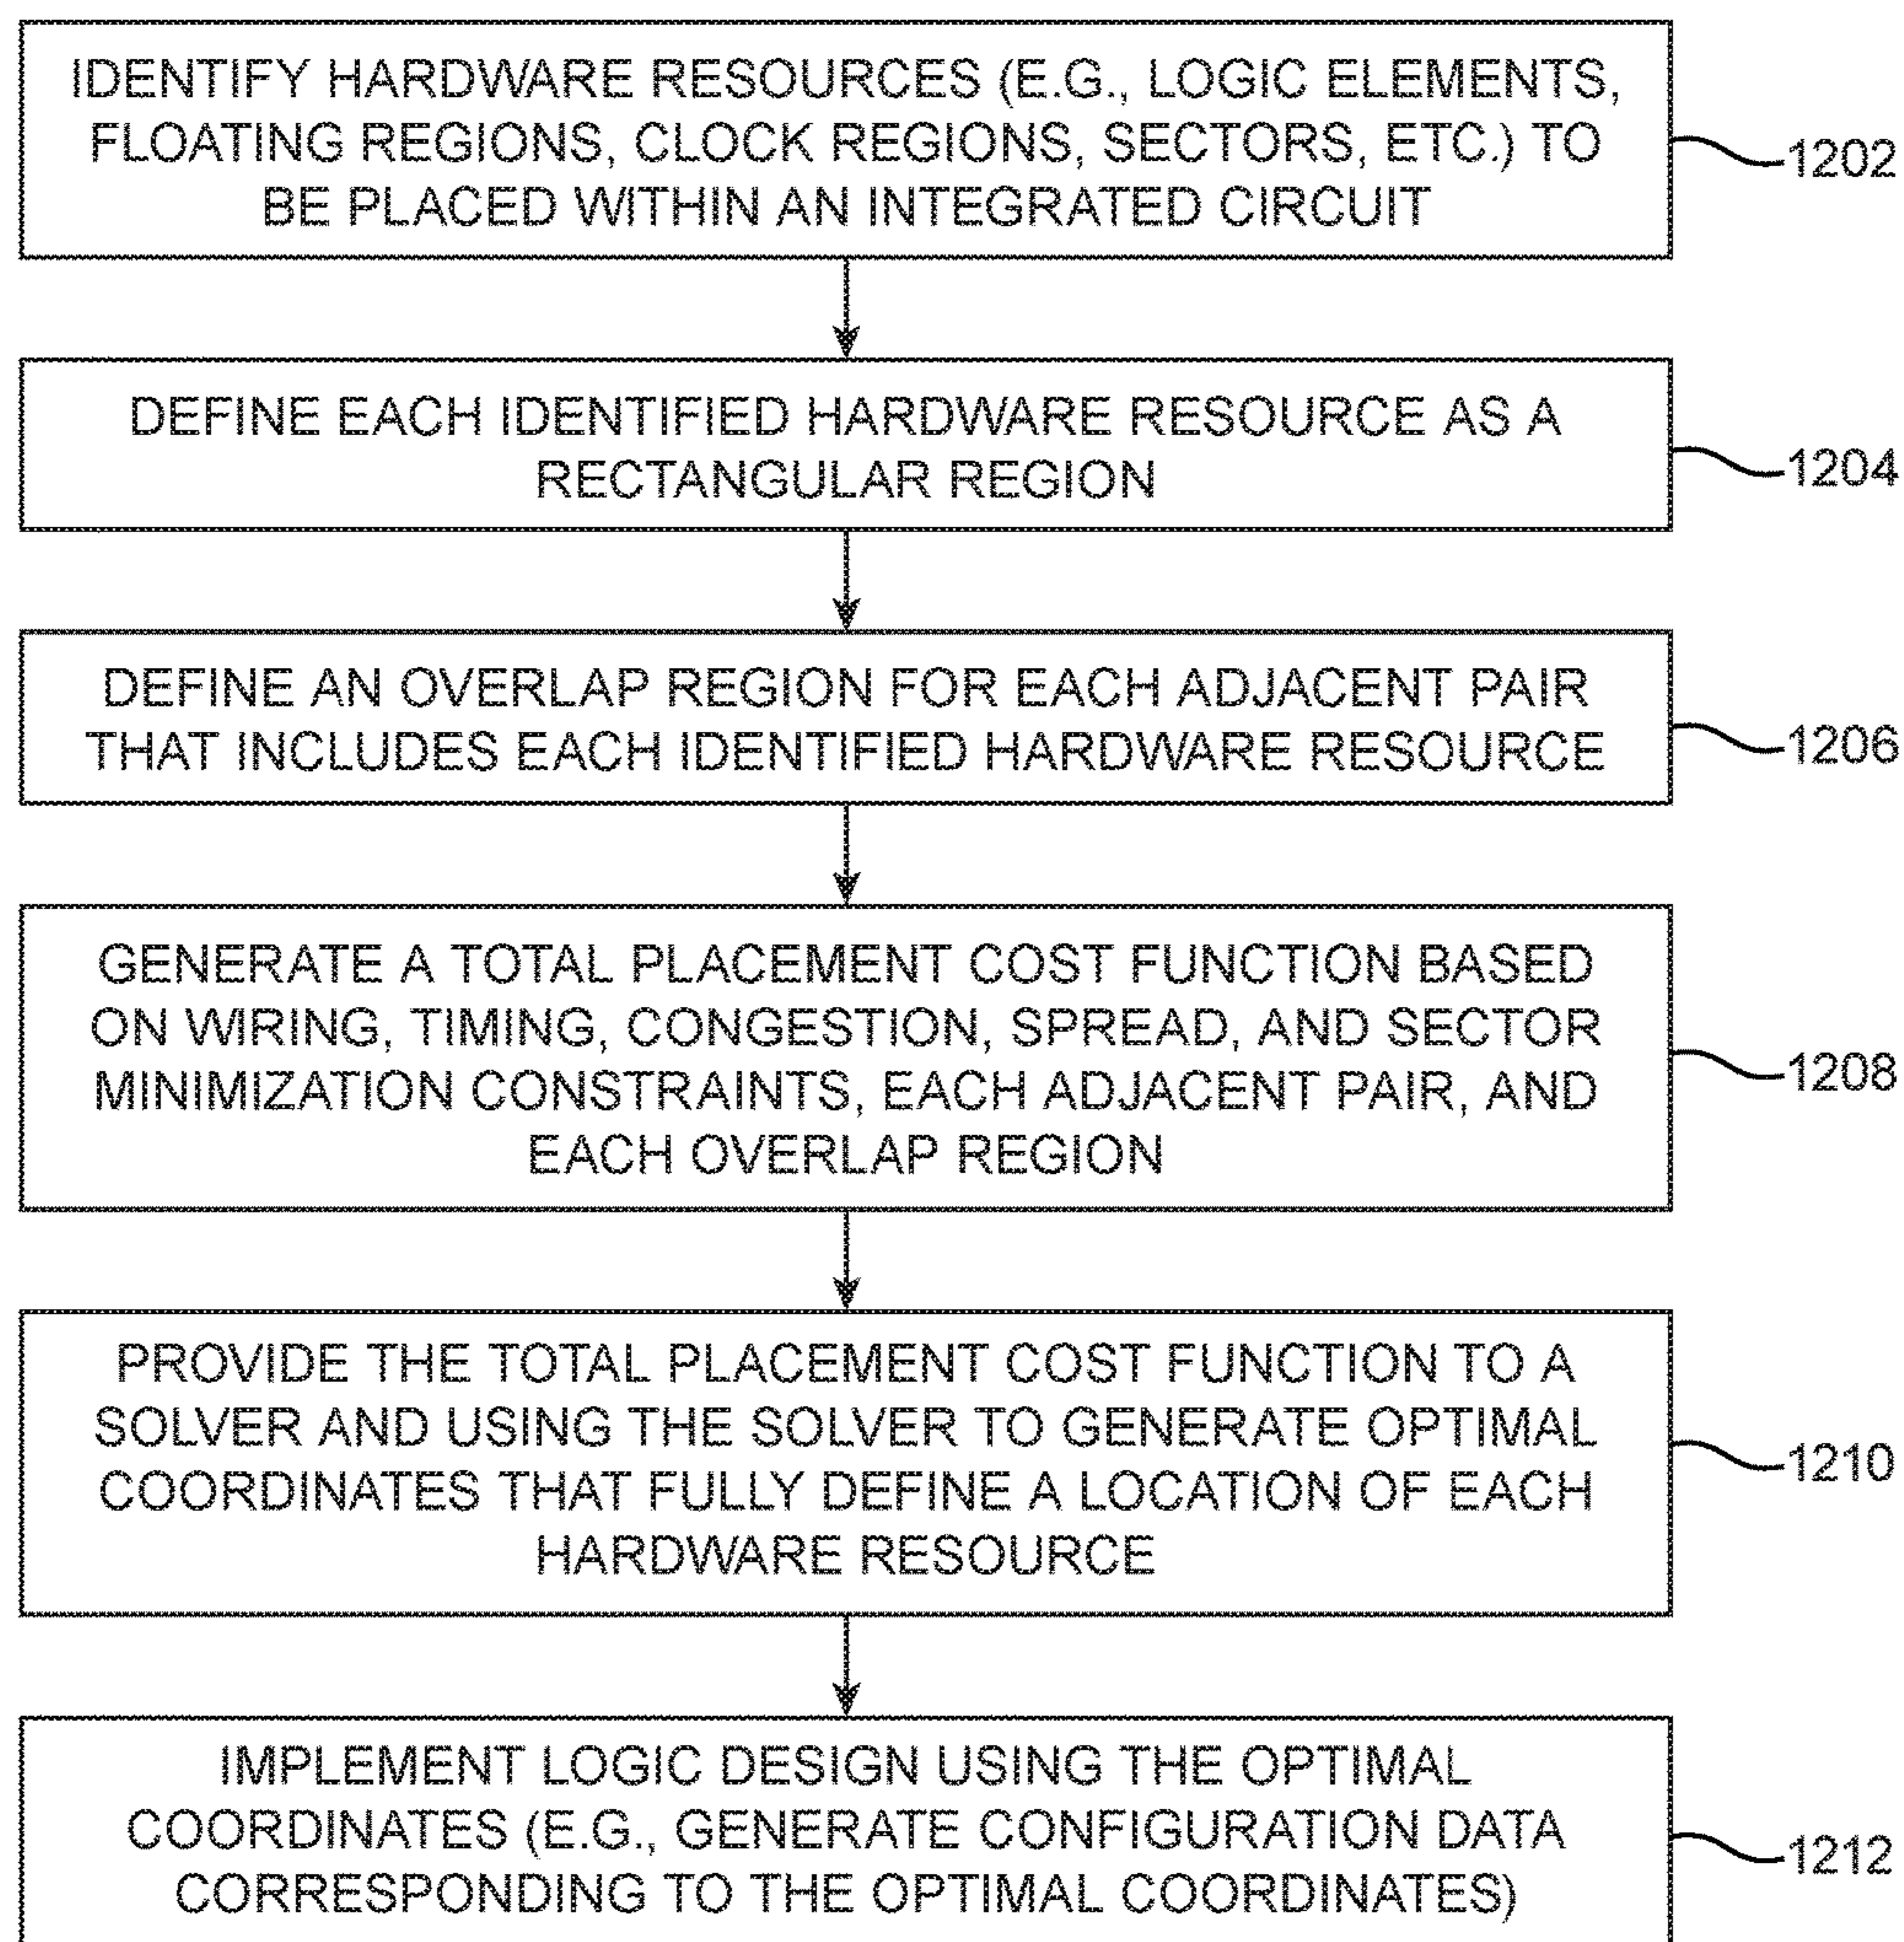 IDENTIFY HARDWARE RESOURCES (E.G., LOGIC ELEMENTS,
FLOATING REGIONS, CLOCK REGIONS, SECTORS, ETC.) TO
BE PLACED WITHIN AN INTEGRATED CIRCUIT
1202
DEFINE EACH IDENTIFIED HARDWARE RESOURCE AS A
RECTANGULAR REGION
1204
DEFINE AN OVERLAP REGION FOR EACH ADJACENT PAIR
THAT INCLUDES EACH IDENTIFIED HARDWARE RESOURCE
1206
GENERATE A TOTAL PLACEMENT COST FUNCTION BASED
ON WIRING, TIMING, CONGESTION, SPREAD, AND SECTOR
MINIMIZATION CONSTRAINTS, EACH ADJACENT PAIR, AND
EACH OVERLAP REGION
1208
PROVIDE THE TOTAL PLACEMENT COST FUNCTION TO A
SOLVER AND USING THE SOLVER TO GENERATE OPTIMAL
COORDINATES THAT FULLY DEFINE A LOCATION OF EACH
HARDWARE RESOURCE
1210
IMPLEMENT LOGIC DESIGN USING THE OPTIMAL
COORDINATES (E.G., GENERATE CONFIGURATION DATA
CORRESPONDING TO THE OPTIMAL COORDINATES)
1212